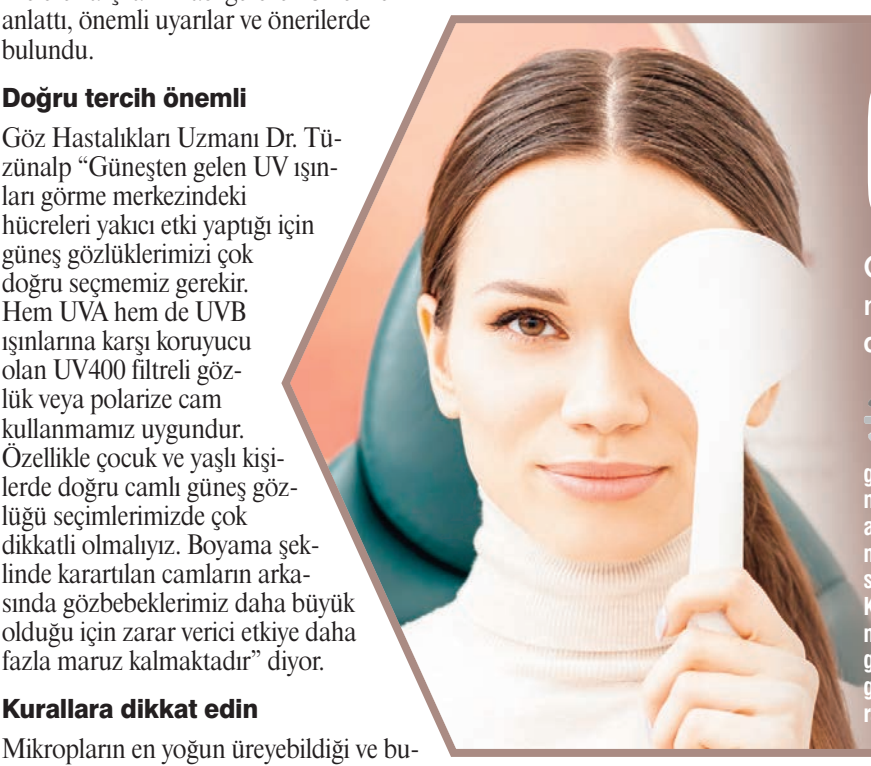 anlattı, önemli uyarılar ve önerilerde
bulundu.
Doğru tercih önemli
Göz Hastalıkları Uzmanı Dr. Tü-
zünalp “Güneşten gelen UV ışın-
ları görme merkezindeki
hücreleri yakıcı etki yaptığı için
güneş gözlüklerimizi çok
doğru seçmemiz gerekir.
Hem UVA hem de UVB
ışınlarına karşı koruyucu
olan UV400 filtreli göz-
lük veya polarize cam
kullanmamız uygundur.
Özellikle çocuk ve yaşlı kişi-
lerde doğru camlı güneş göz-
lüğü seçimlerimizde çok
dikkatli olmalıyız. Boyama şek-
linde karartılan camların arka-
sında gözbebeklerimiz daha büyük
olduğu için zarar verici etkiye daha
fazla maruz kalmaktadır” diyor.
Kurallara dikkat edin
Mikropların en yoğun üreyebildiği ve bu-